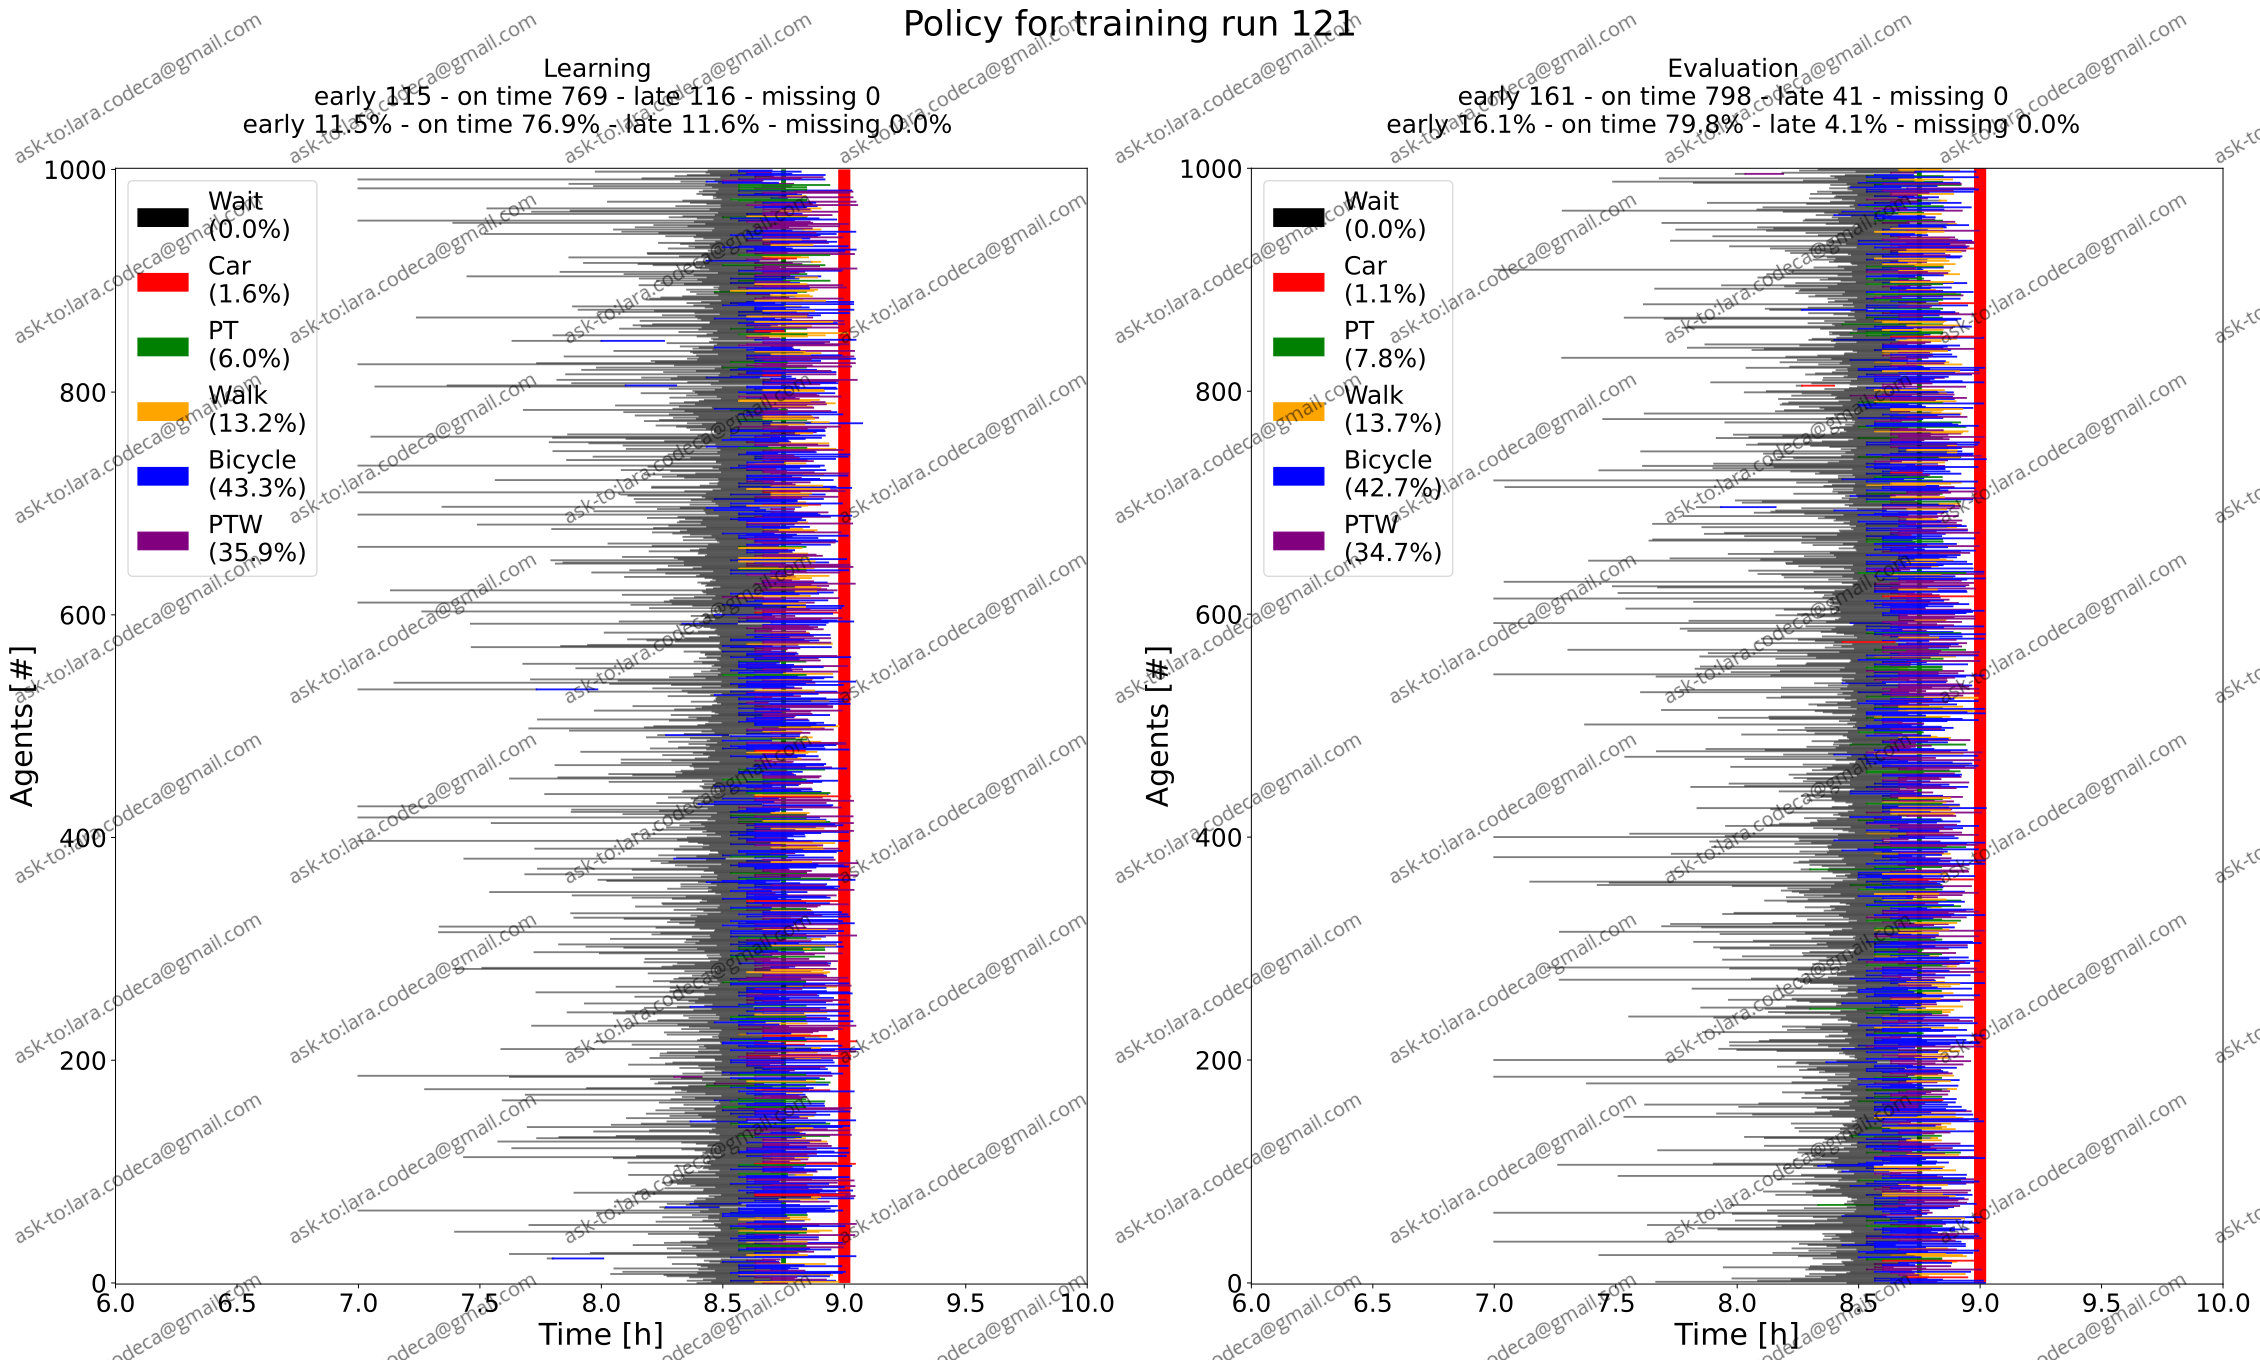 Policy for training run 121
Learning
early 115 - on time 769 - late 116 - missing 0
early 11.5% - on time 76.9% - late 11.6% - missing 0.0%
1000
800
600
400
200
0
Agents [#]
Wait
(0.0%)
Car
(1.6%)
PT
(6.0%)
Walk
(13.2%)
Bicycle
(43.3%)
PTW
(35.9%)
6.0 6.5 7.0 7.5 8.0 8.5 9.0 9.5 10.0
Time [h]
Evaluation
early 161 - on time 798 - late 41 - missing 0
early 16.1% - on time 79.8% - late 4.1% - missing 0.0%
1000
800
600
400
200
0
Agents [#]
Wait
(0.0%)
Car
(1.1%)
PT
(7.8%)
Walk
(13.7%)
Bicycle
(42.7%)
PTW
(34.7%)
6.0 6.5 7.0 7.5 8.0 8.5 9.0 9.5 10.0
Time [h]
ask-to:lara.codeca@gmail.com